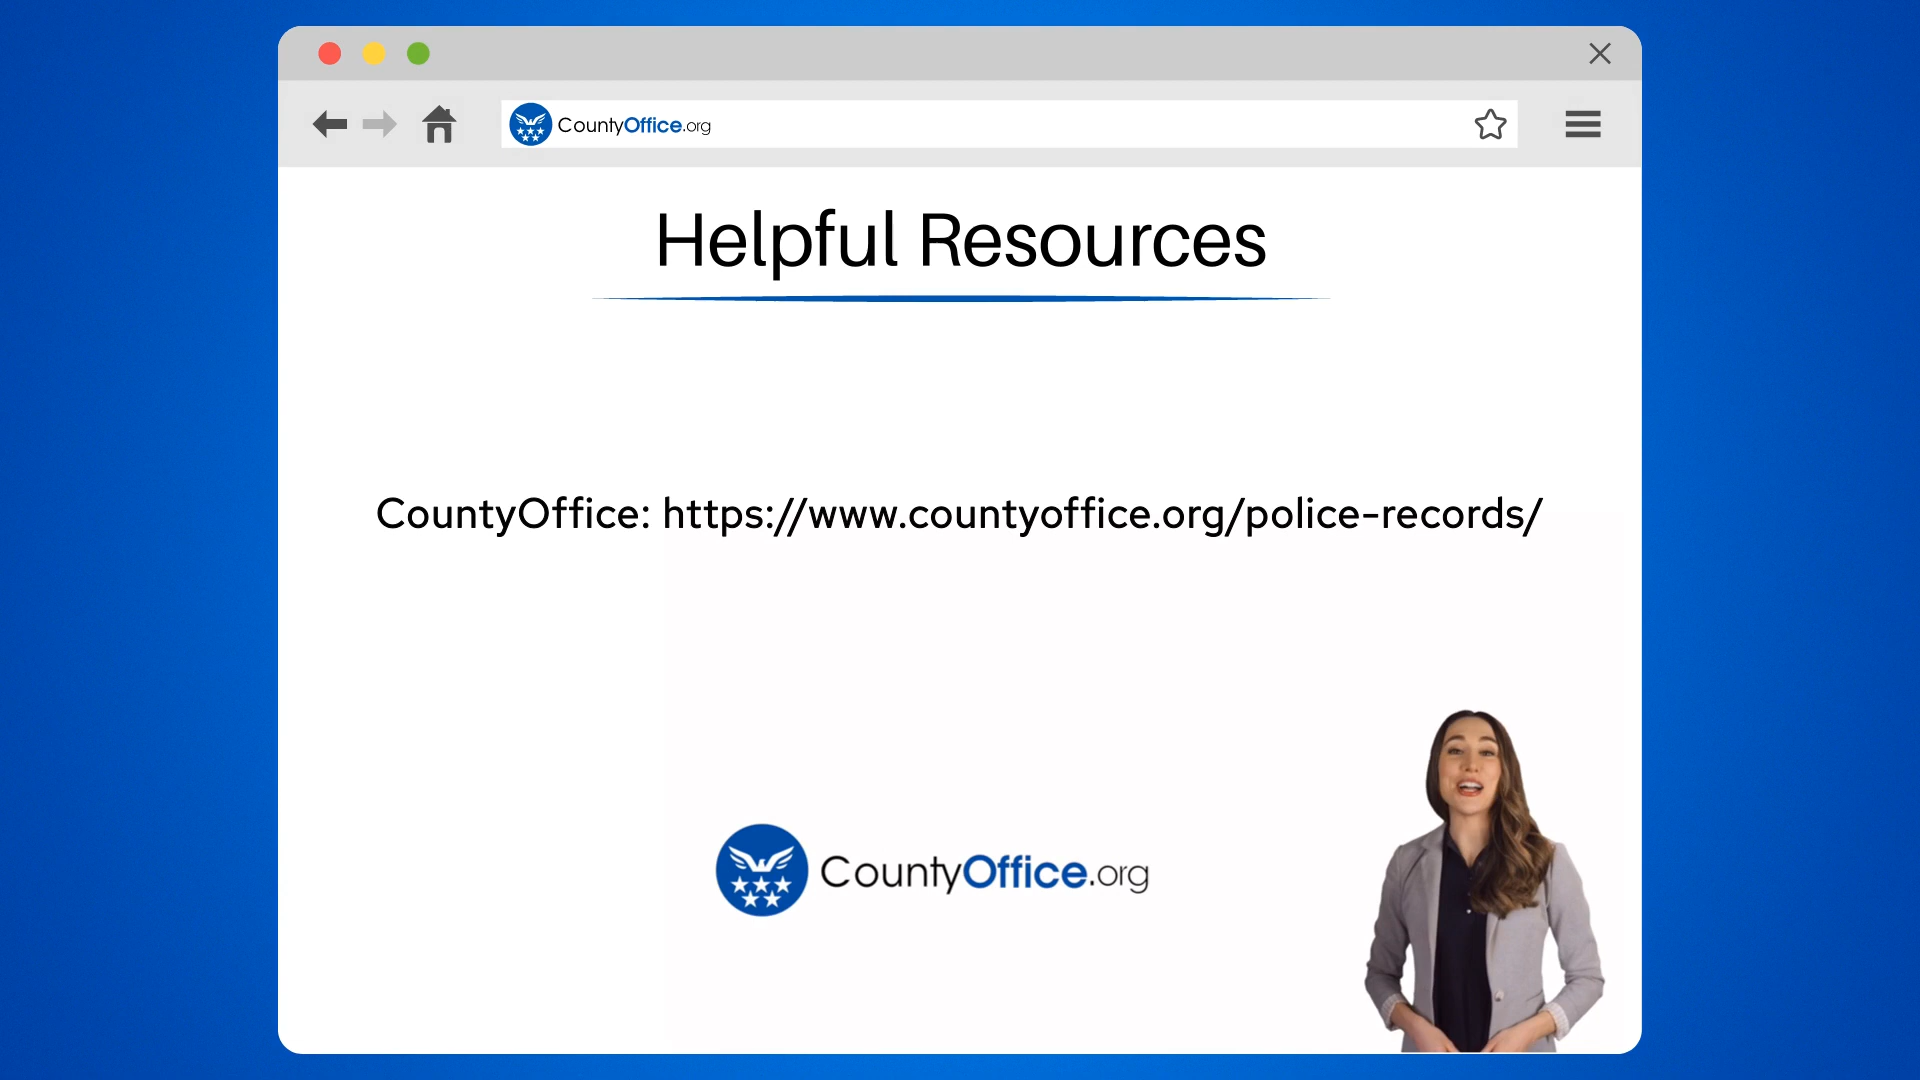 CountyOffice.org
Helpful Resources
CountyOffice: https://www.countyoffice.org/police-records/
CountyOffice.org